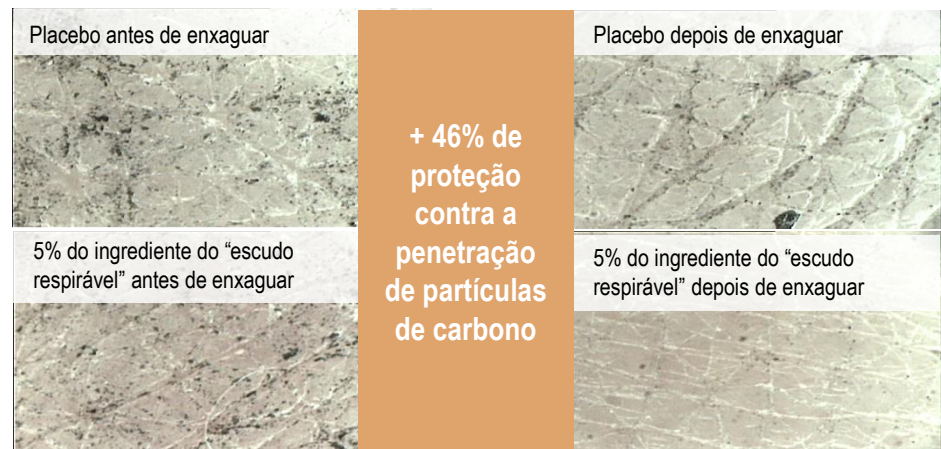 Placebo antes de enxaguar
+ 46% de
proteção
contra a
penetração
de partículas
de carbono
Placebo depois de enxaguar
5% do ingrediente do “escudo
respirável” antes de enxaguar
5% do ingrediente do “escudo
respirável” depois de enxaguar